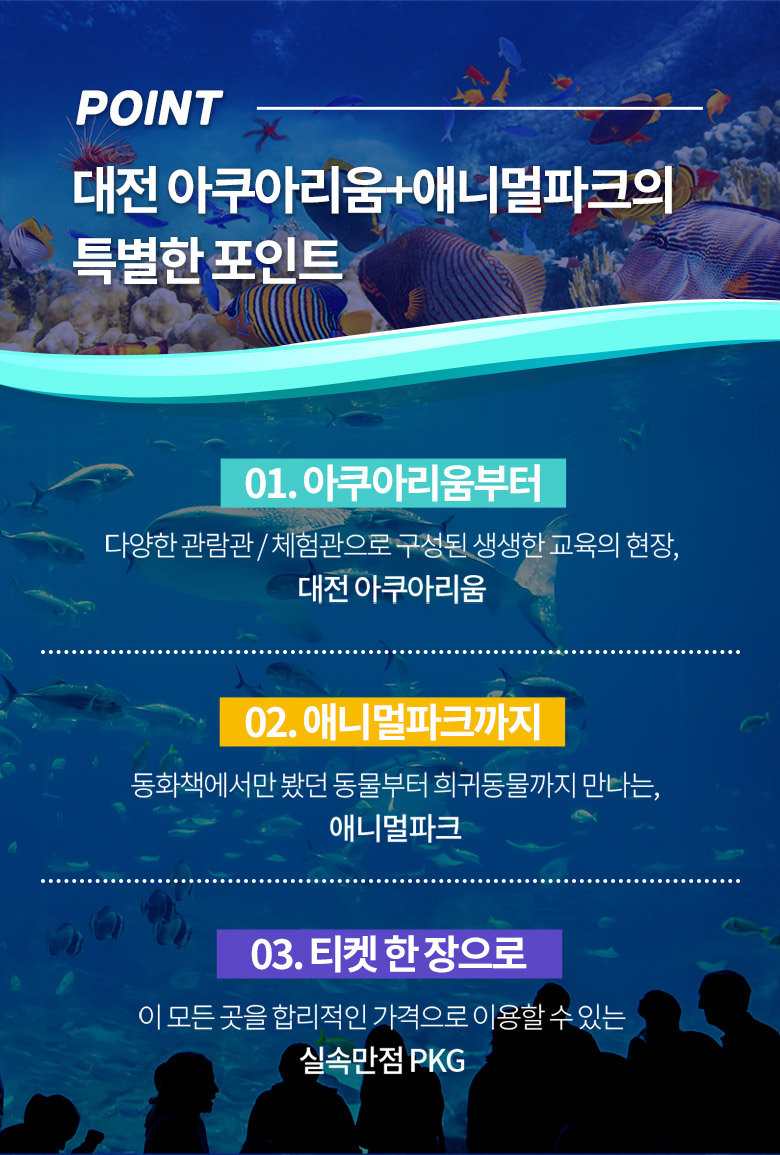 POINT
대전 아쿠아리움+애니멀파크의
특별한 포인트
01. 아쿠아리움부터
다양한 관람관 / 체험관으로 구성된 생생한 교육의 현장,
대전 아쿠아리움
02. 애니멀파크까지
동화책에서만 봤던 동물부터 희귀동물까지 만나는,
애니멀파크
03. 티켓 한 장으로
이 모든 곳을 합리적인 가격으로 이용할 수 있는
실속만점 PKG